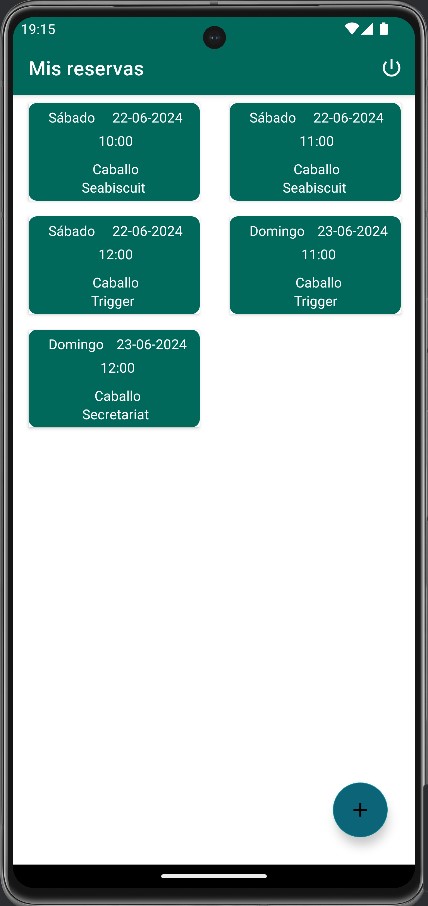 19:15
Mis reservas
Sábado 22-06-2024
10:00
Caballo
Seabiscuit
Sábado 22-06-2024
11:00
Caballo
Seabiscuit
Sábado 22-06-2024
12:00
Caballo
Trigger
Domingo 23-06-2024
11:00
Caballo
Trigger
Domingo 23-06-2024
12:00
Caballo
Secretariat
+